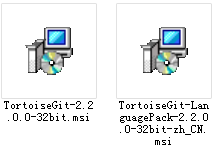 TortoiseGit-2.2
.0.0-32bit.msi
TortoiseGit-Lan
guagePack-2.2.0.
0-32bit-zh_CN.
msi